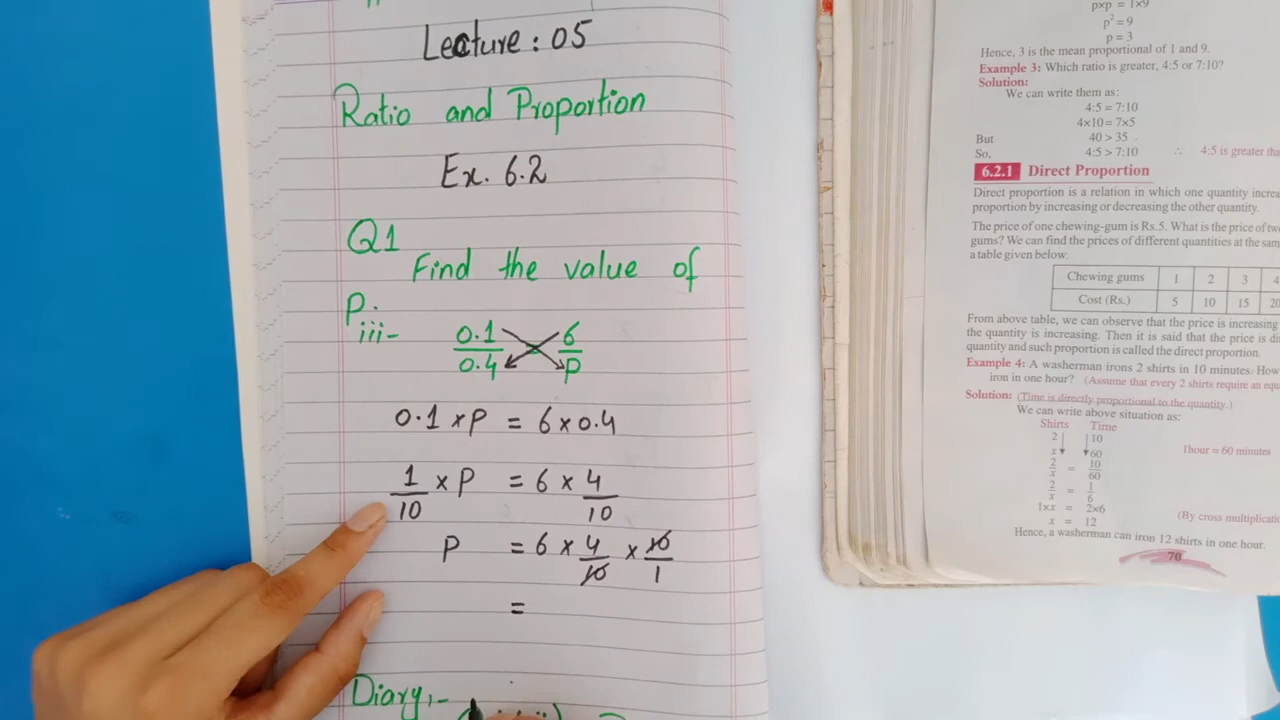 Lecture : 05
Ratio and Proportion
Ex. 6.2
Q1
Find the value of
P.
iii- 0.1/0.4 6/P
0.1 × P = 6 × 0.4
1/10 × P = 6 × 4/10
P = 6 × 4/10 × 10/1
=
Diary:-
p×p = 1×9
p² = 9
p = 3
Hence, 3 is the mean proportional of 1 and 9.
Example 3: Which ratio is greater, 4:5 or 7:10?
Solution:
We can write them as:
4:5 = 7:10
4×10 = 7×5
But 40 > 35
So, 4:5 > 7:10 ∴ 4:5 is greater
6.2.1 Direct Proportion
Direct proportion is a relation in which one quantity
proportion by increasing or decreasing the other quantity.
The price of one chewing-gum is Rs.5. What is the price of
gums? We can find the prices of different quantities at the
a table given below.
Chewing gums 1 2 3 4
Cost (Rs.) 5 10 15 20
From above table, we can observe that the price is increasing
the quantity is increasing. Then it is said that the price is
quantity and such proportion is called the direct proportion.
Example 4: A washerman irons 2 shirts in 10 minutes. How
iron in one hour? (Assume that every 2 shirts require an
Solution: (Time is directly proportional to the quantity.)
We can write above situation as:
Shirts Time
2 10
x 60 1hour = 60 minutes
2/x = 10/60
2/x = 1/6
1×x = 2×6 (By cross
x = 12
Hence, a washerman can iron 12 shirts in one hour.
70